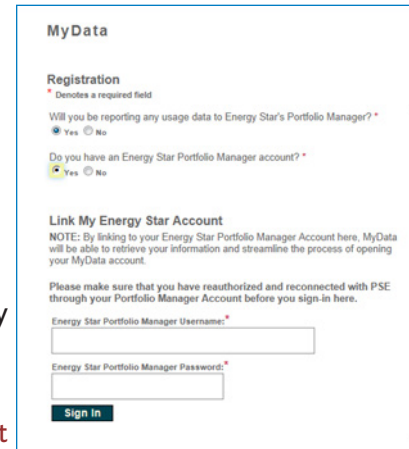 MyData
Registration
* Denotes a required field
Will you be reporting any usage data to Energy Star's Portfolio Manager? *
Yes No
Do you have an Energy Star Portfolio Manager account? *
Yes No
Link My Energy Star Account
NOTE: By linking to your Energy Star Portfolio Manager Account here, MyData
will be able to retrieve your information and streamline the process of opening
your MyData account.
Please make sure that you have reauthorized and reconnected with PSE
through your Portfolio Manager Account before you sign-in here.
y
Energy Star Portfolio Manager Username:*
Energy Star Portfolio Manager Password:*
Sign In
t